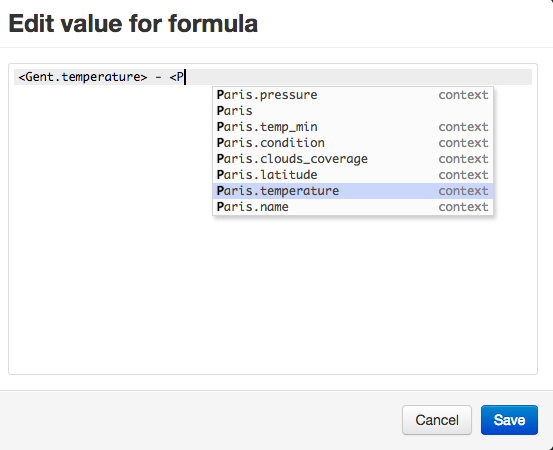 Edit value for formula
<Gent.temperature> - <P
Paris.pressure context
Paris
Paris.temp_min context
Paris.condition context
Paris.clouds_coverage context
Paris.latitude context
Paris.temperature context
Paris.name context
Cancel Save